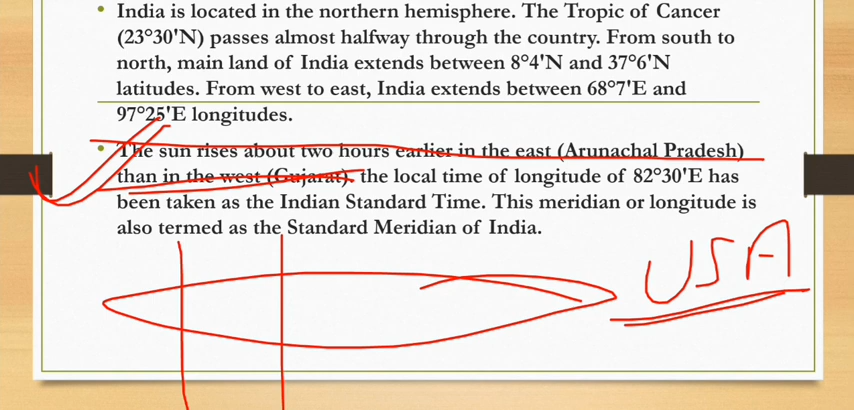 • India is located in the northern hemisphere. The Tropic of Cancer
(23°30'N) passes almost halfway through the country. From south to
north, main land of India extends between 8°4'N and 37°6'N
latitudes. From west to east, India extends between 68°7'E and
97°25'E longitudes.
• The sun rises about two hours earlier in the east (Arunachal Pradesh)
than in the west (Gujarat). the local time of longitude of 82°30'E has
been taken as the Indian Standard Time. This meridian or longitude is
also termed as the Standard Meridian of India.
USA